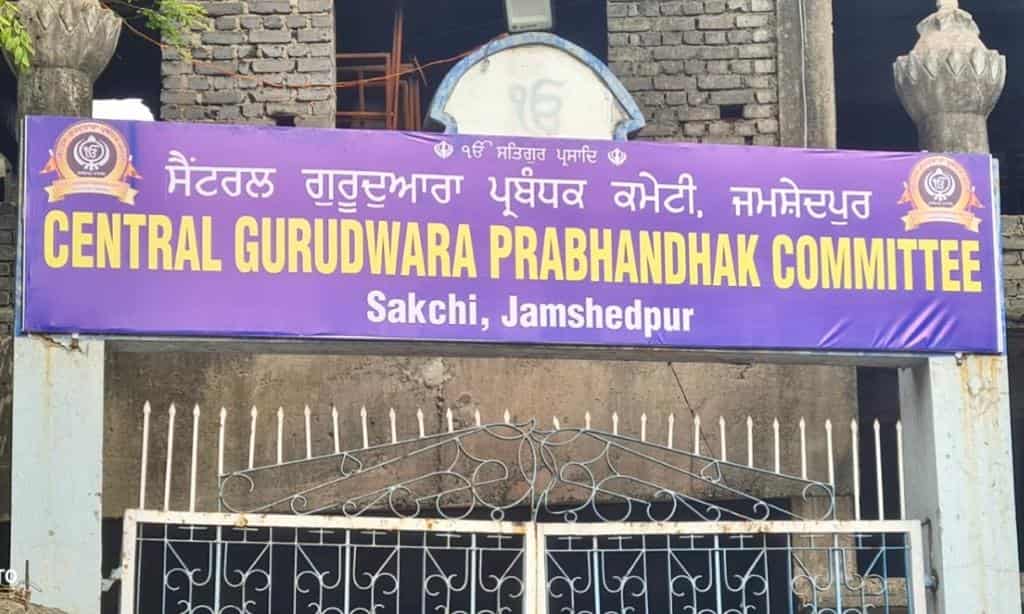 ੴ
ੴ ਸਤਿਗੁਰ ਪ੍ਰਸਾਦਿ
ਸੈਂਟਰਲ ਗੁਰੂਦੁਆਰਾ ਪ੍ਰਬੰਧਕ ਕਮੇਟੀ, ਜਮਸ਼ੇਦਪੁਰ
CENTRAL GURUDWARA PRABHANDHAK COMMITTEE
Sakchi, Jamshedpur